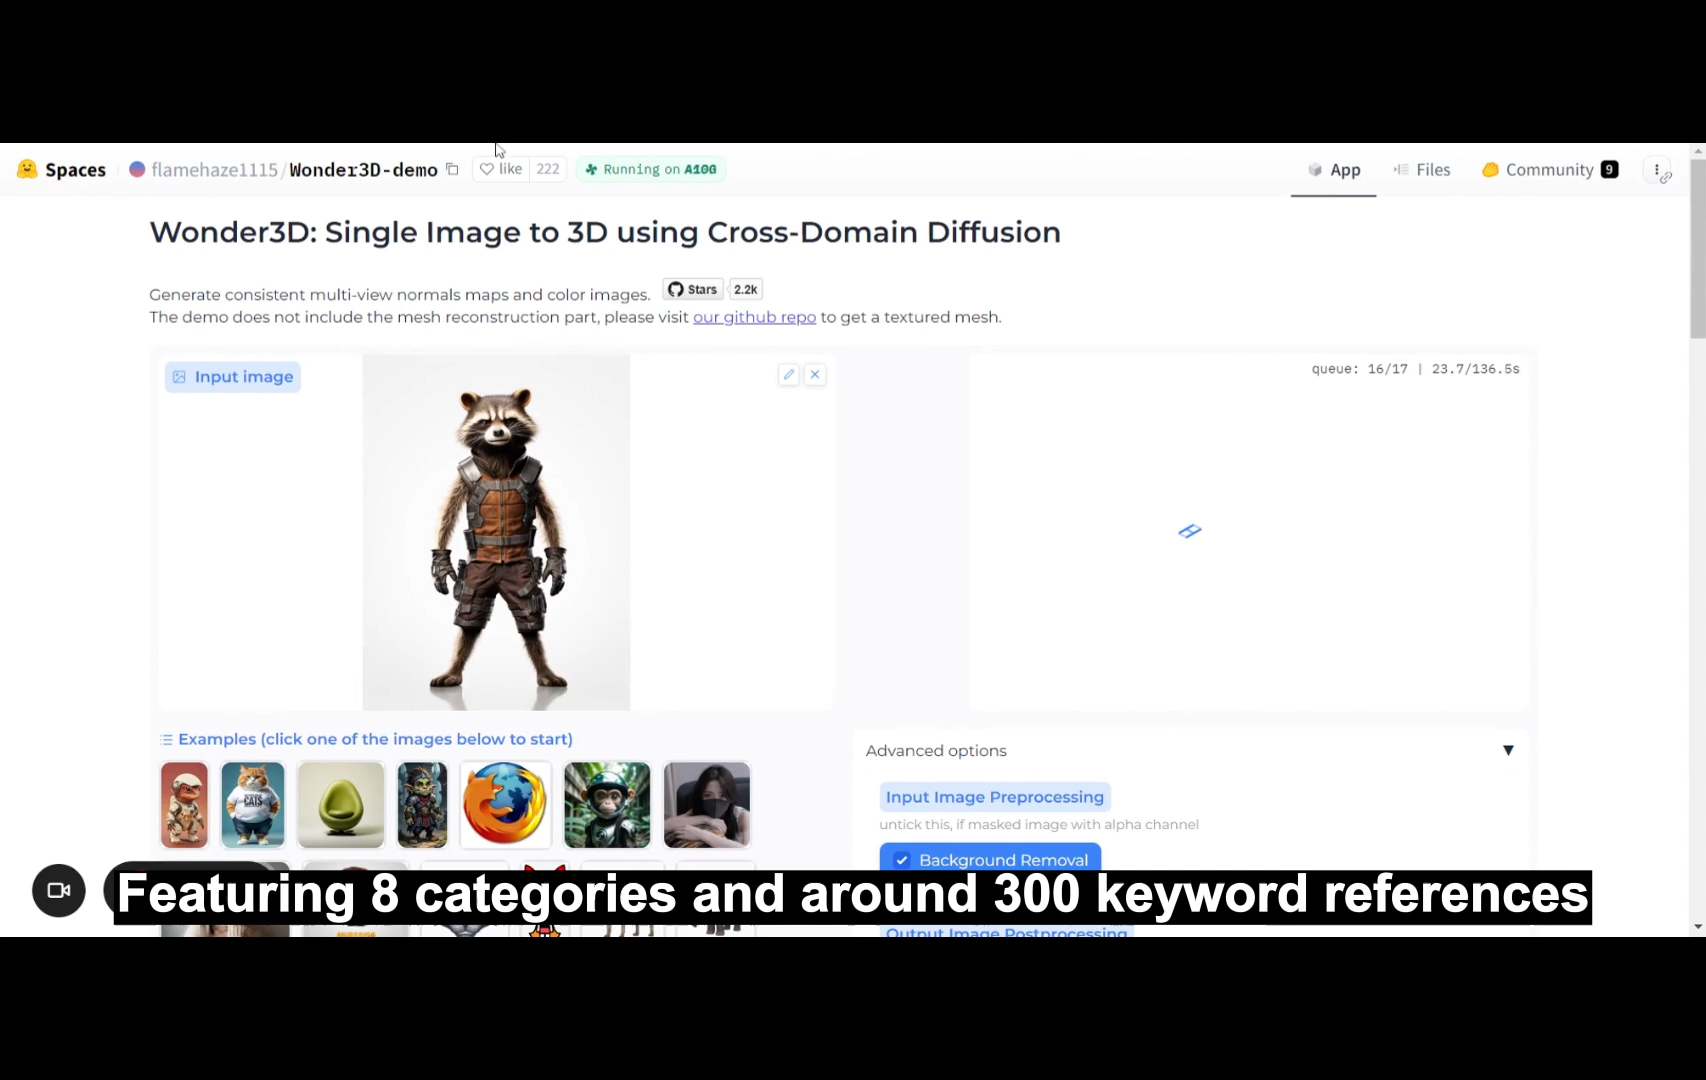 Spaces
flamehaze1115/Wonder3D-demo
like 222
Running on A10G
App
Files
Community 9
Wonder3D: Single Image to 3D using Cross-Domain Diffusion
Generate consistent multi-view normals maps and color images. Stars 2.2k
The demo does not include the mesh reconstruction part, please visit our github repo to get a textured mesh.
Input image
queue: 16/17 | 23.7/136.5s
Examples (click one of the images below to start)
CATS
Advanced options ▼
Input Image Preprocessing
untick this, if masked image with alpha channel
Background Removal
Featuring 8 categories and around 300 keyword references
Output Image Postprocessing